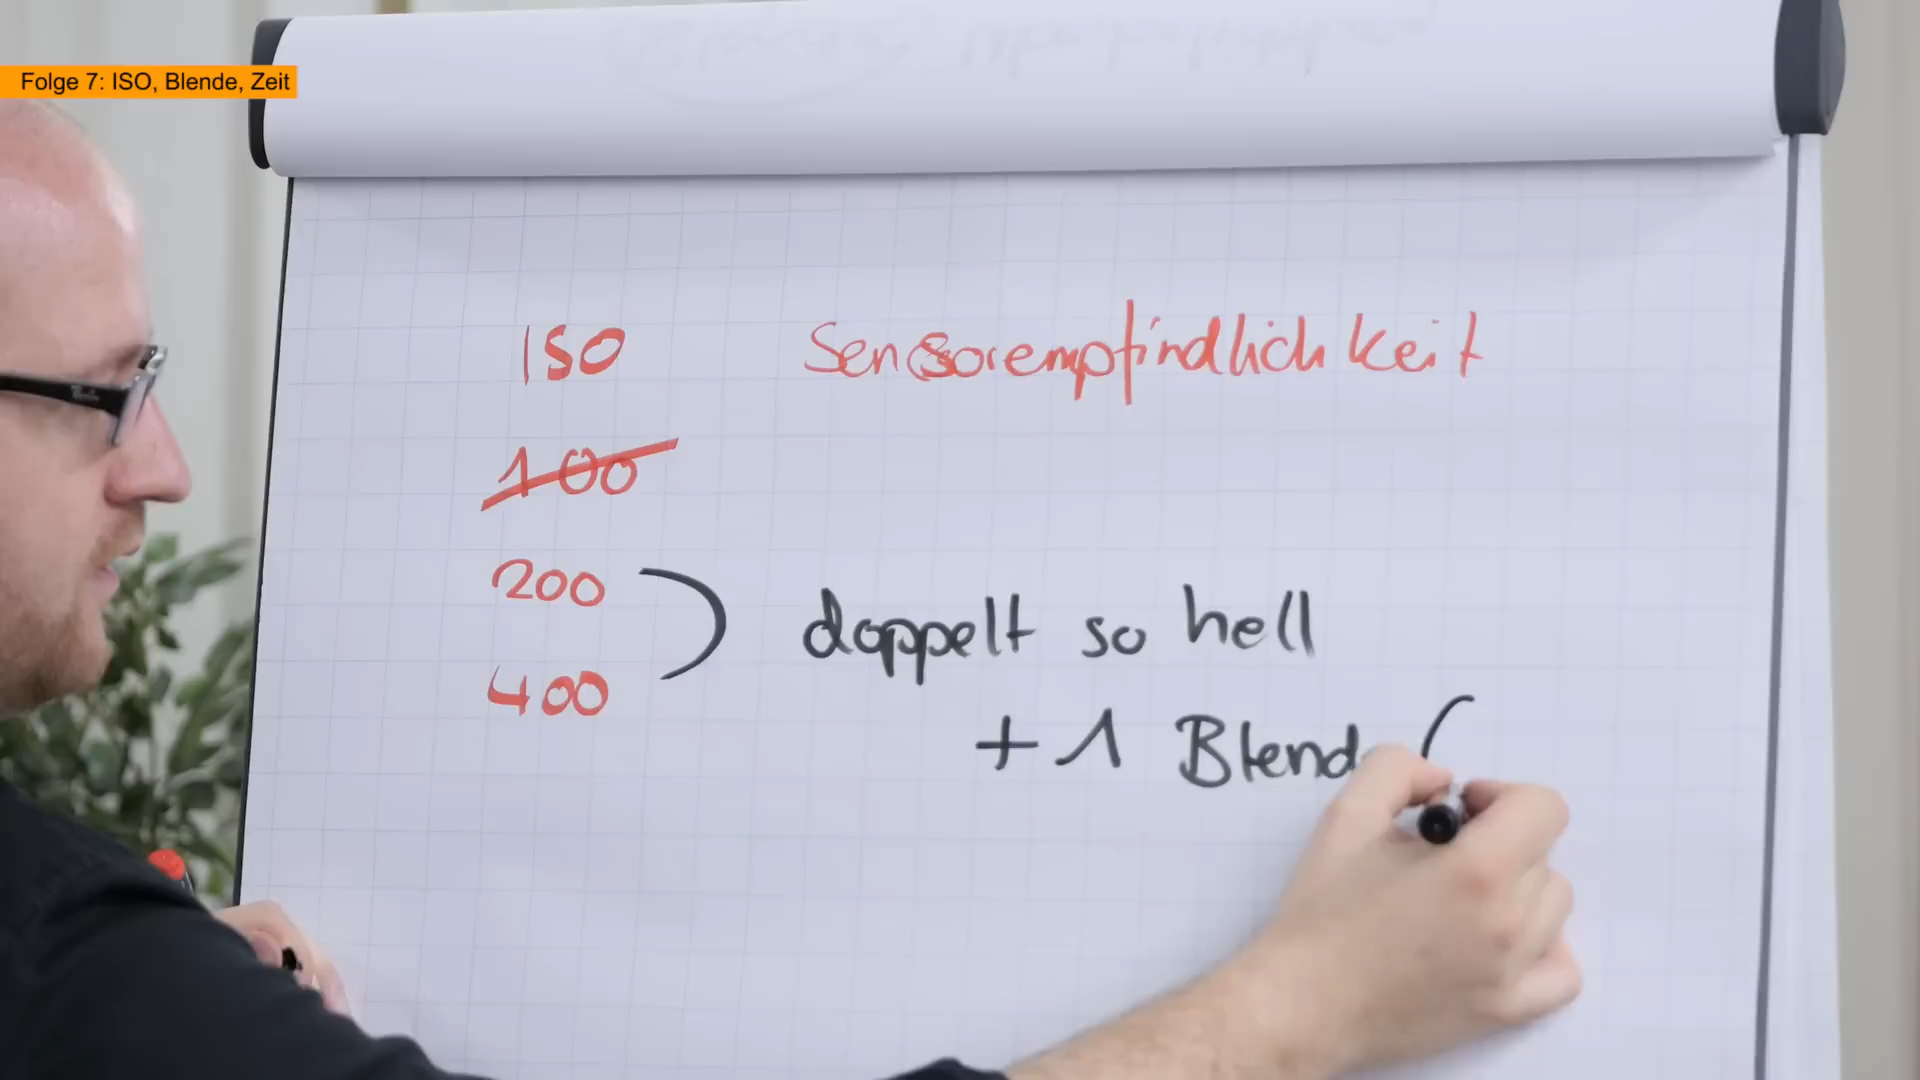 Folge 7: ISO, Blende, Zeit
ISO Sensorempfindlichkeit
100
200
400
doppelt so hell
+1 Blende (